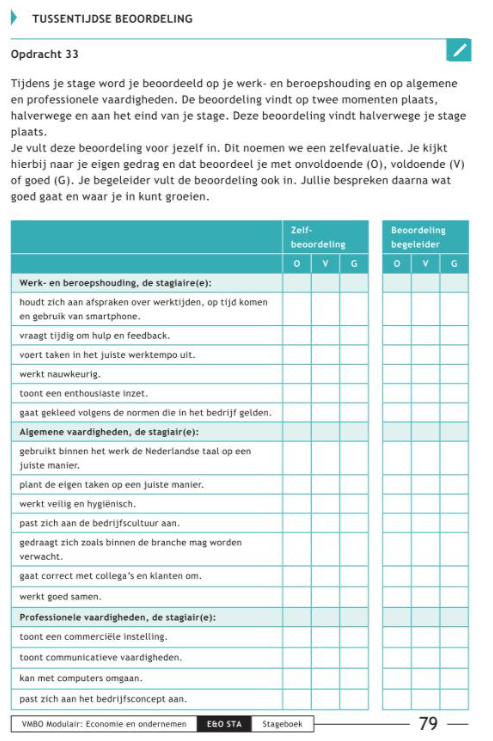 TUSSENTIJDSE BEOORDELING
Opdracht 33
Tijdens je stage word je beoordeeld op je werk- en beroepshouding en op algemene
en professionele vaardigheden. De beoordeling vindt op twee momenten plaats,
halverwege en aan het eind van je stage. Deze beoordeling vindt halverwege je stage
plaats.
Je vult deze beoordeling voor jezelf in. Dit noemen we een zelfevaluatie. Je kijkt
hierbij naar je eigen gedrag en dat beoordeel je met onvoldoende (O), voldoende (V)
of goed (G). Je begeleider vult de beoordeling ook in. Jullie bespreken daarna wat
goed gaat en waar je in kunt groeien.
Zelf- Beoordeling
beoordeling begeleider
O V G O V G
Werk- en beroepshouding, de stagiaire(e):
houdt zich aan afspraken over werktijden, op tijd komen
en gebruik van smartphone.
vraagt tijdig om hulp en feedback.
voert taken in het juiste werktempo uit.
werkt nauwkeurig.
toont een enthousiaste inzet.
gaat gekleed volgens de normen die in het bedrijf gelden.
Algemene vaardigheden, de stagiair(e):
gebruikt binnen het werk de Nederlandse taal op een
juiste manier.
plant de eigen taken op een juiste manier.
werkt veilig en hygiënisch.
past zich aan de bedrijfscultuur aan.
gedraagt zich zoals binnen de branche mag worden
verwacht.
gaat correct met collega's en klanten om.
werkt goed samen.
Professionele vaardigheden, de stagiair(e):
toont een commerciële instelling.
toont communicatieve vaardigheden.
kan met computers omgaan.
past zich aan het bedrijfsconcept aan.
VMBO Modulair: Economie en ondernemen E&O STA Stageboek 79